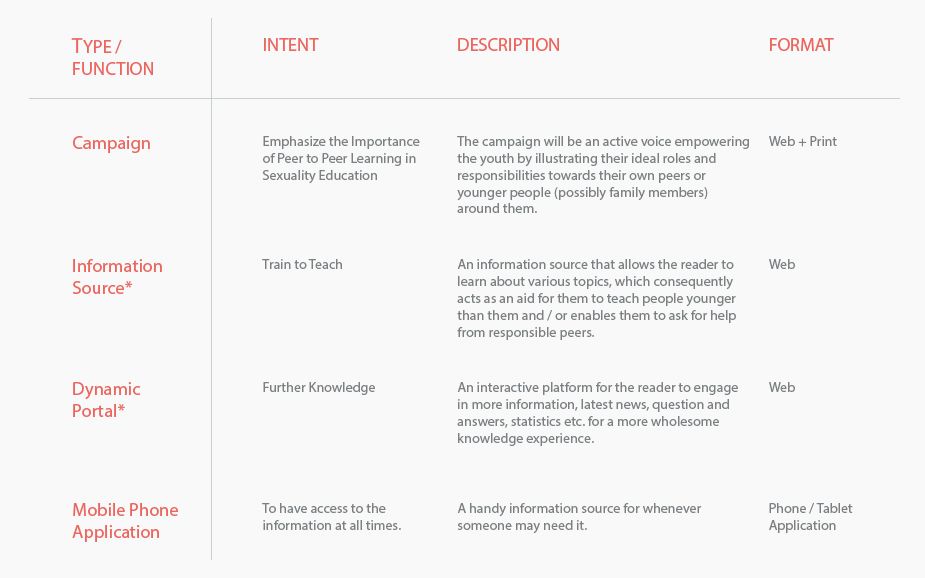 TYPE /
FUNCTION
INTENT
DESCRIPTION
FORMAT
Campaign
Emphasize the Importance
of Peer to Peer Learning in
Sexuality Education
The campaign will be an active voice empowering
the youth by illustrating their ideal roles and
responsibilities towards their own peers or
younger people (possibly family members)
around them.
Web + Print
Information
Source*
Train to Teach
An information source that allows the reader to
learn about various topics, which consequently
acts as an aid for them to teach people younger
than them and / or enables them to ask for help
from responsible peers.
Web
Dynamic
Portal*
Further Knowledge
An interactive platform for the reader to engage
in more information, latest news, question and
answers, statistics etc. for a more wholesome
knowledge experience.
Web
Mobile Phone
Application
To have access to the
information at all times.
A handy information source for whenever
someone may need it.
Phone / Tablet
Application